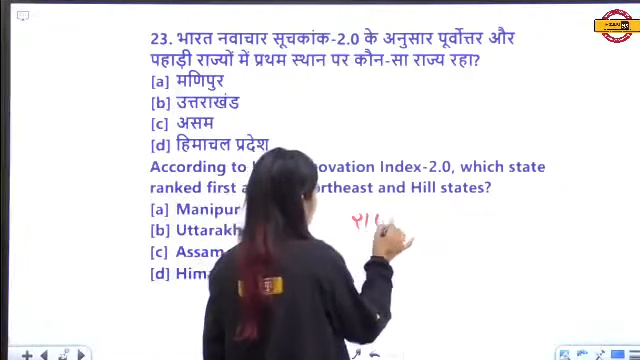 23. भारत नवाचार सूचकांक-2.0 के अनुसार पूर्वोत्तर और
पहाड़ी राज्यों में प्रथम स्थान पर कौन-सा राज्य रहा?
[a] मणिपुर
[b] उत्तराखंड
[c] असम
[d] हिमाचल प्रदेश
According to ovation Index-2.0, which state
ranked first ortheast and Hill states?
[a] Manipur
[b] Uttarakh
[c] Assam
[d] Hima